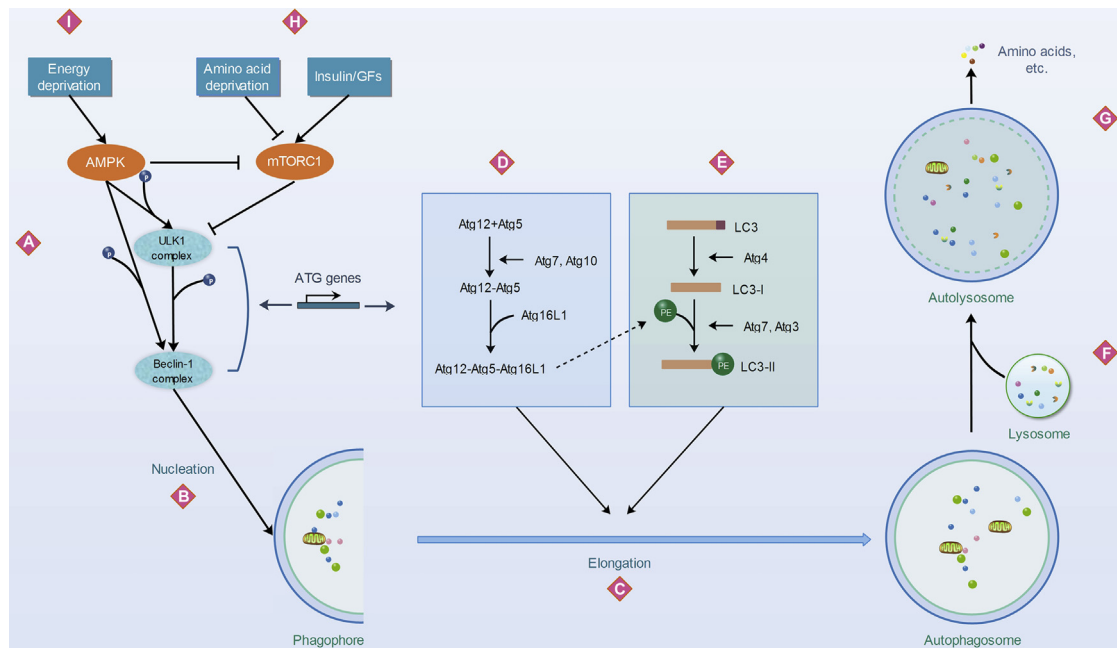 I
H
Energy
deprivation
Amino acid
deprivation
Insulin/GFs
AMPK
mTORC1
P
A
ULK1
complex
P
P
ATG genes
Beclin-1
complex
Nucleation
B
Phagophore
D
Atg12+Atg5
Atg7, Atg10
Atg12-Atg5
Atg16L1
Atg12-Atg5-Atg16L1
E
LC3
Atg4
LC3-I
PE
Atg7, Atg3
PE
LC3-II
Elongation
C
Amino acids,
etc.
G
Autolysosome
F
Lysosome
Autophagosome